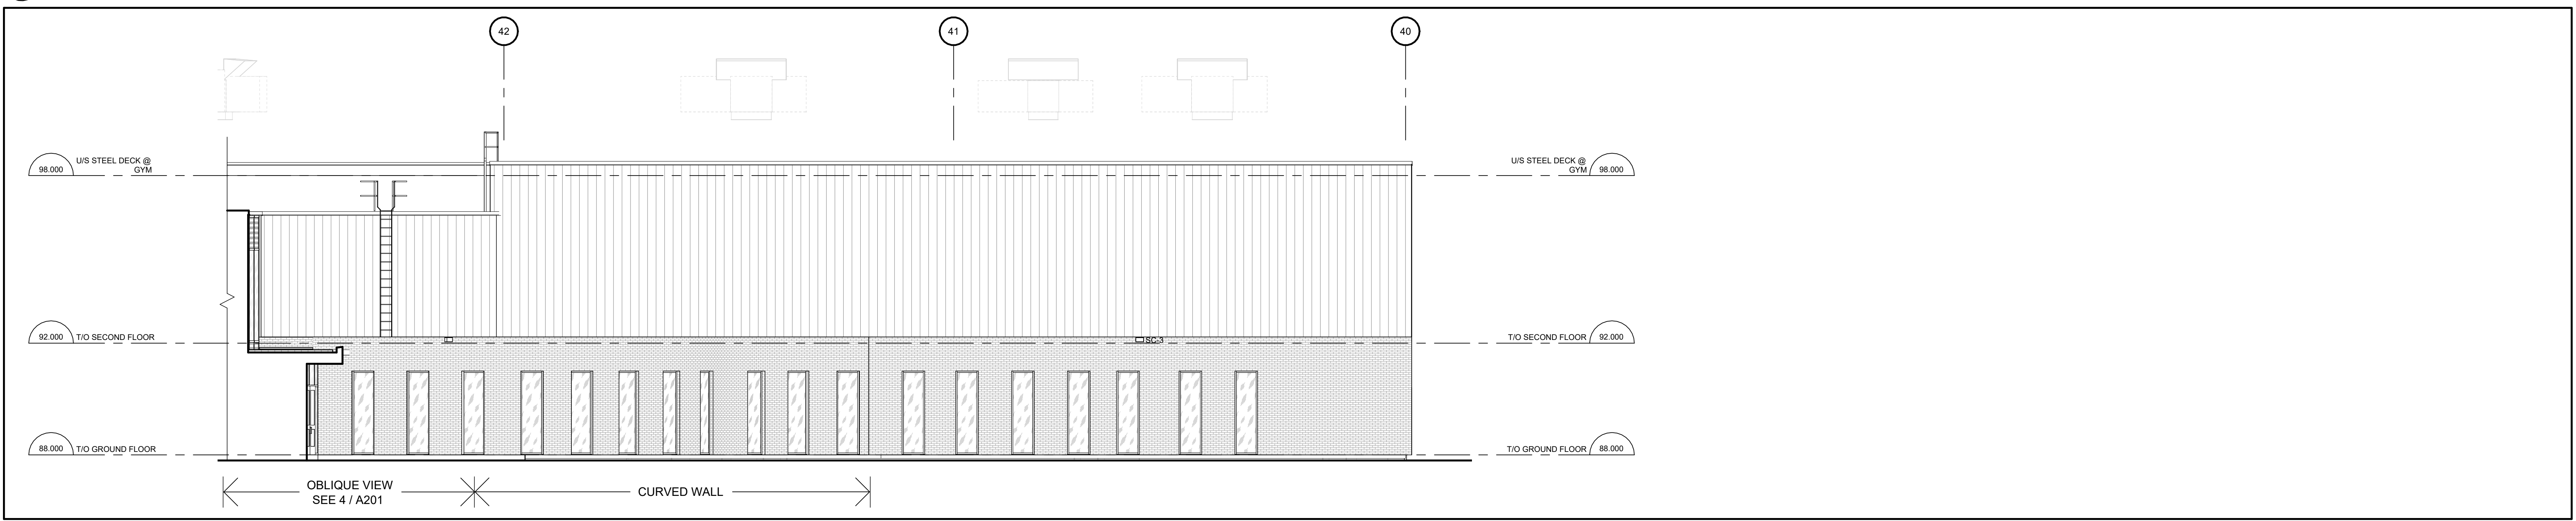 42
41
40
U/S STEEL DECK @
GYM
98.000
U/S STEEL DECK @
GYM
98.000
92.000
T/O SECOND FLOOR
SC-3
T/O SECOND FLOOR
92.000
88.000
T/O GROUND FLOOR
T/O GROUND FLOOR
88.000
OBLIQUE VIEW
SEE 4 / A201
CURVED WALL